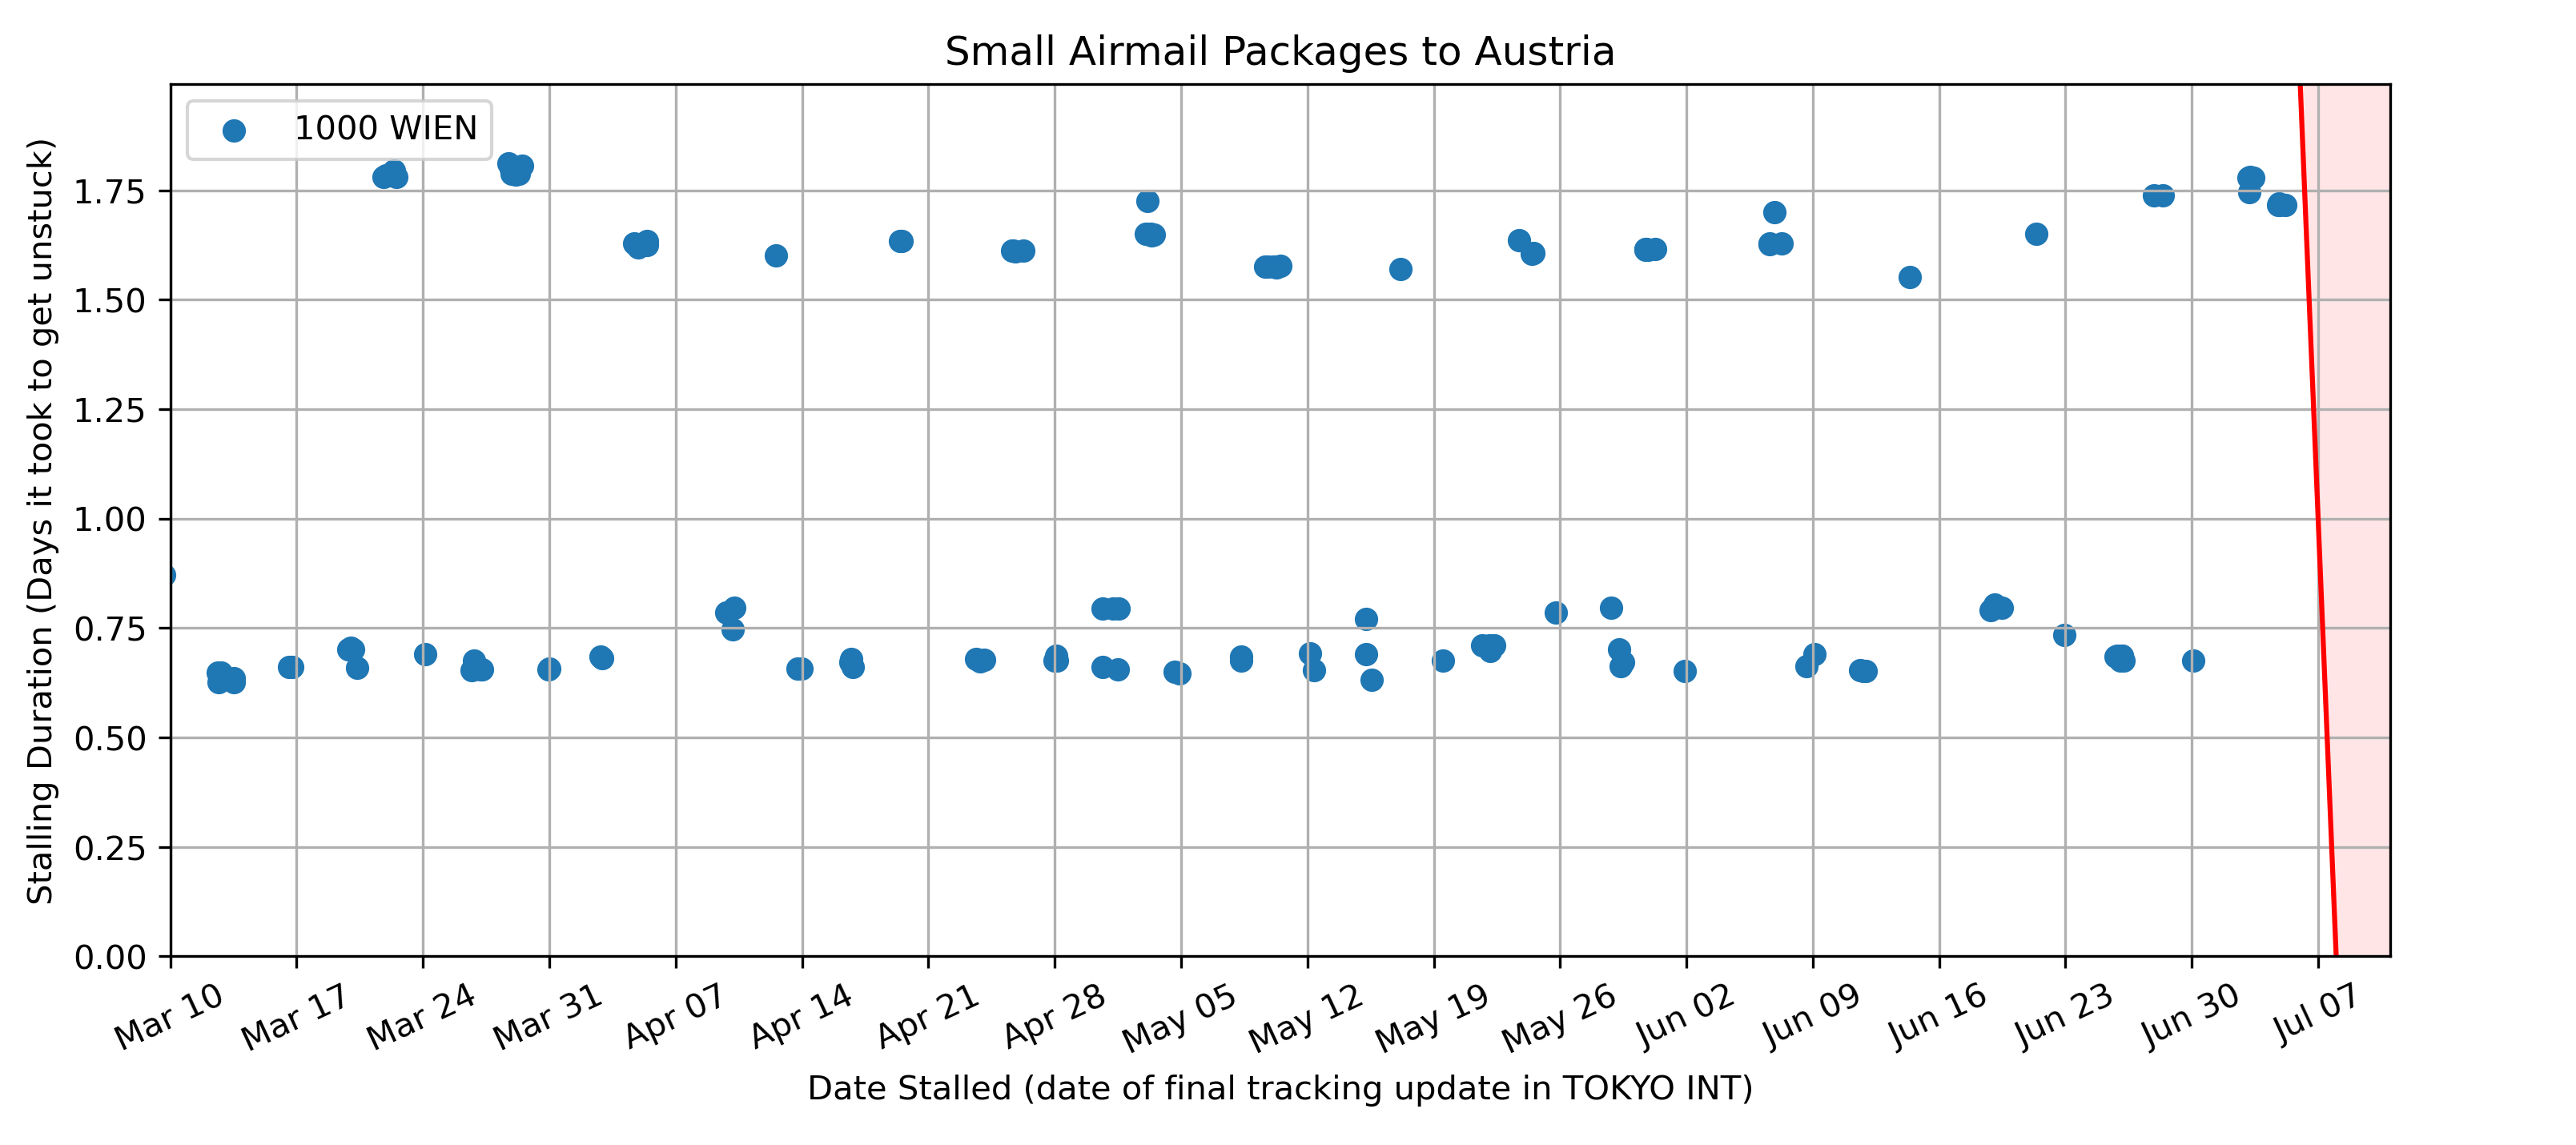 Small Airmail Packages to Austria
1000 WIEN
Stalling Duration (Days it took to get unstuck)
1.75
1.50
1.25
1.00
0.75
0.50
0.25
0.00
Mar 10 Mar 17 Mar 24 Mar 31 Apr 07 Apr 14 Apr 21 Apr 28 May 05 May 12 May 19 May 26 Jun 02 Jun 09 Jun 16 Jun 23 Jun 30 Jul 07
Date Stalled (date of final tracking update in TOKYO INT)